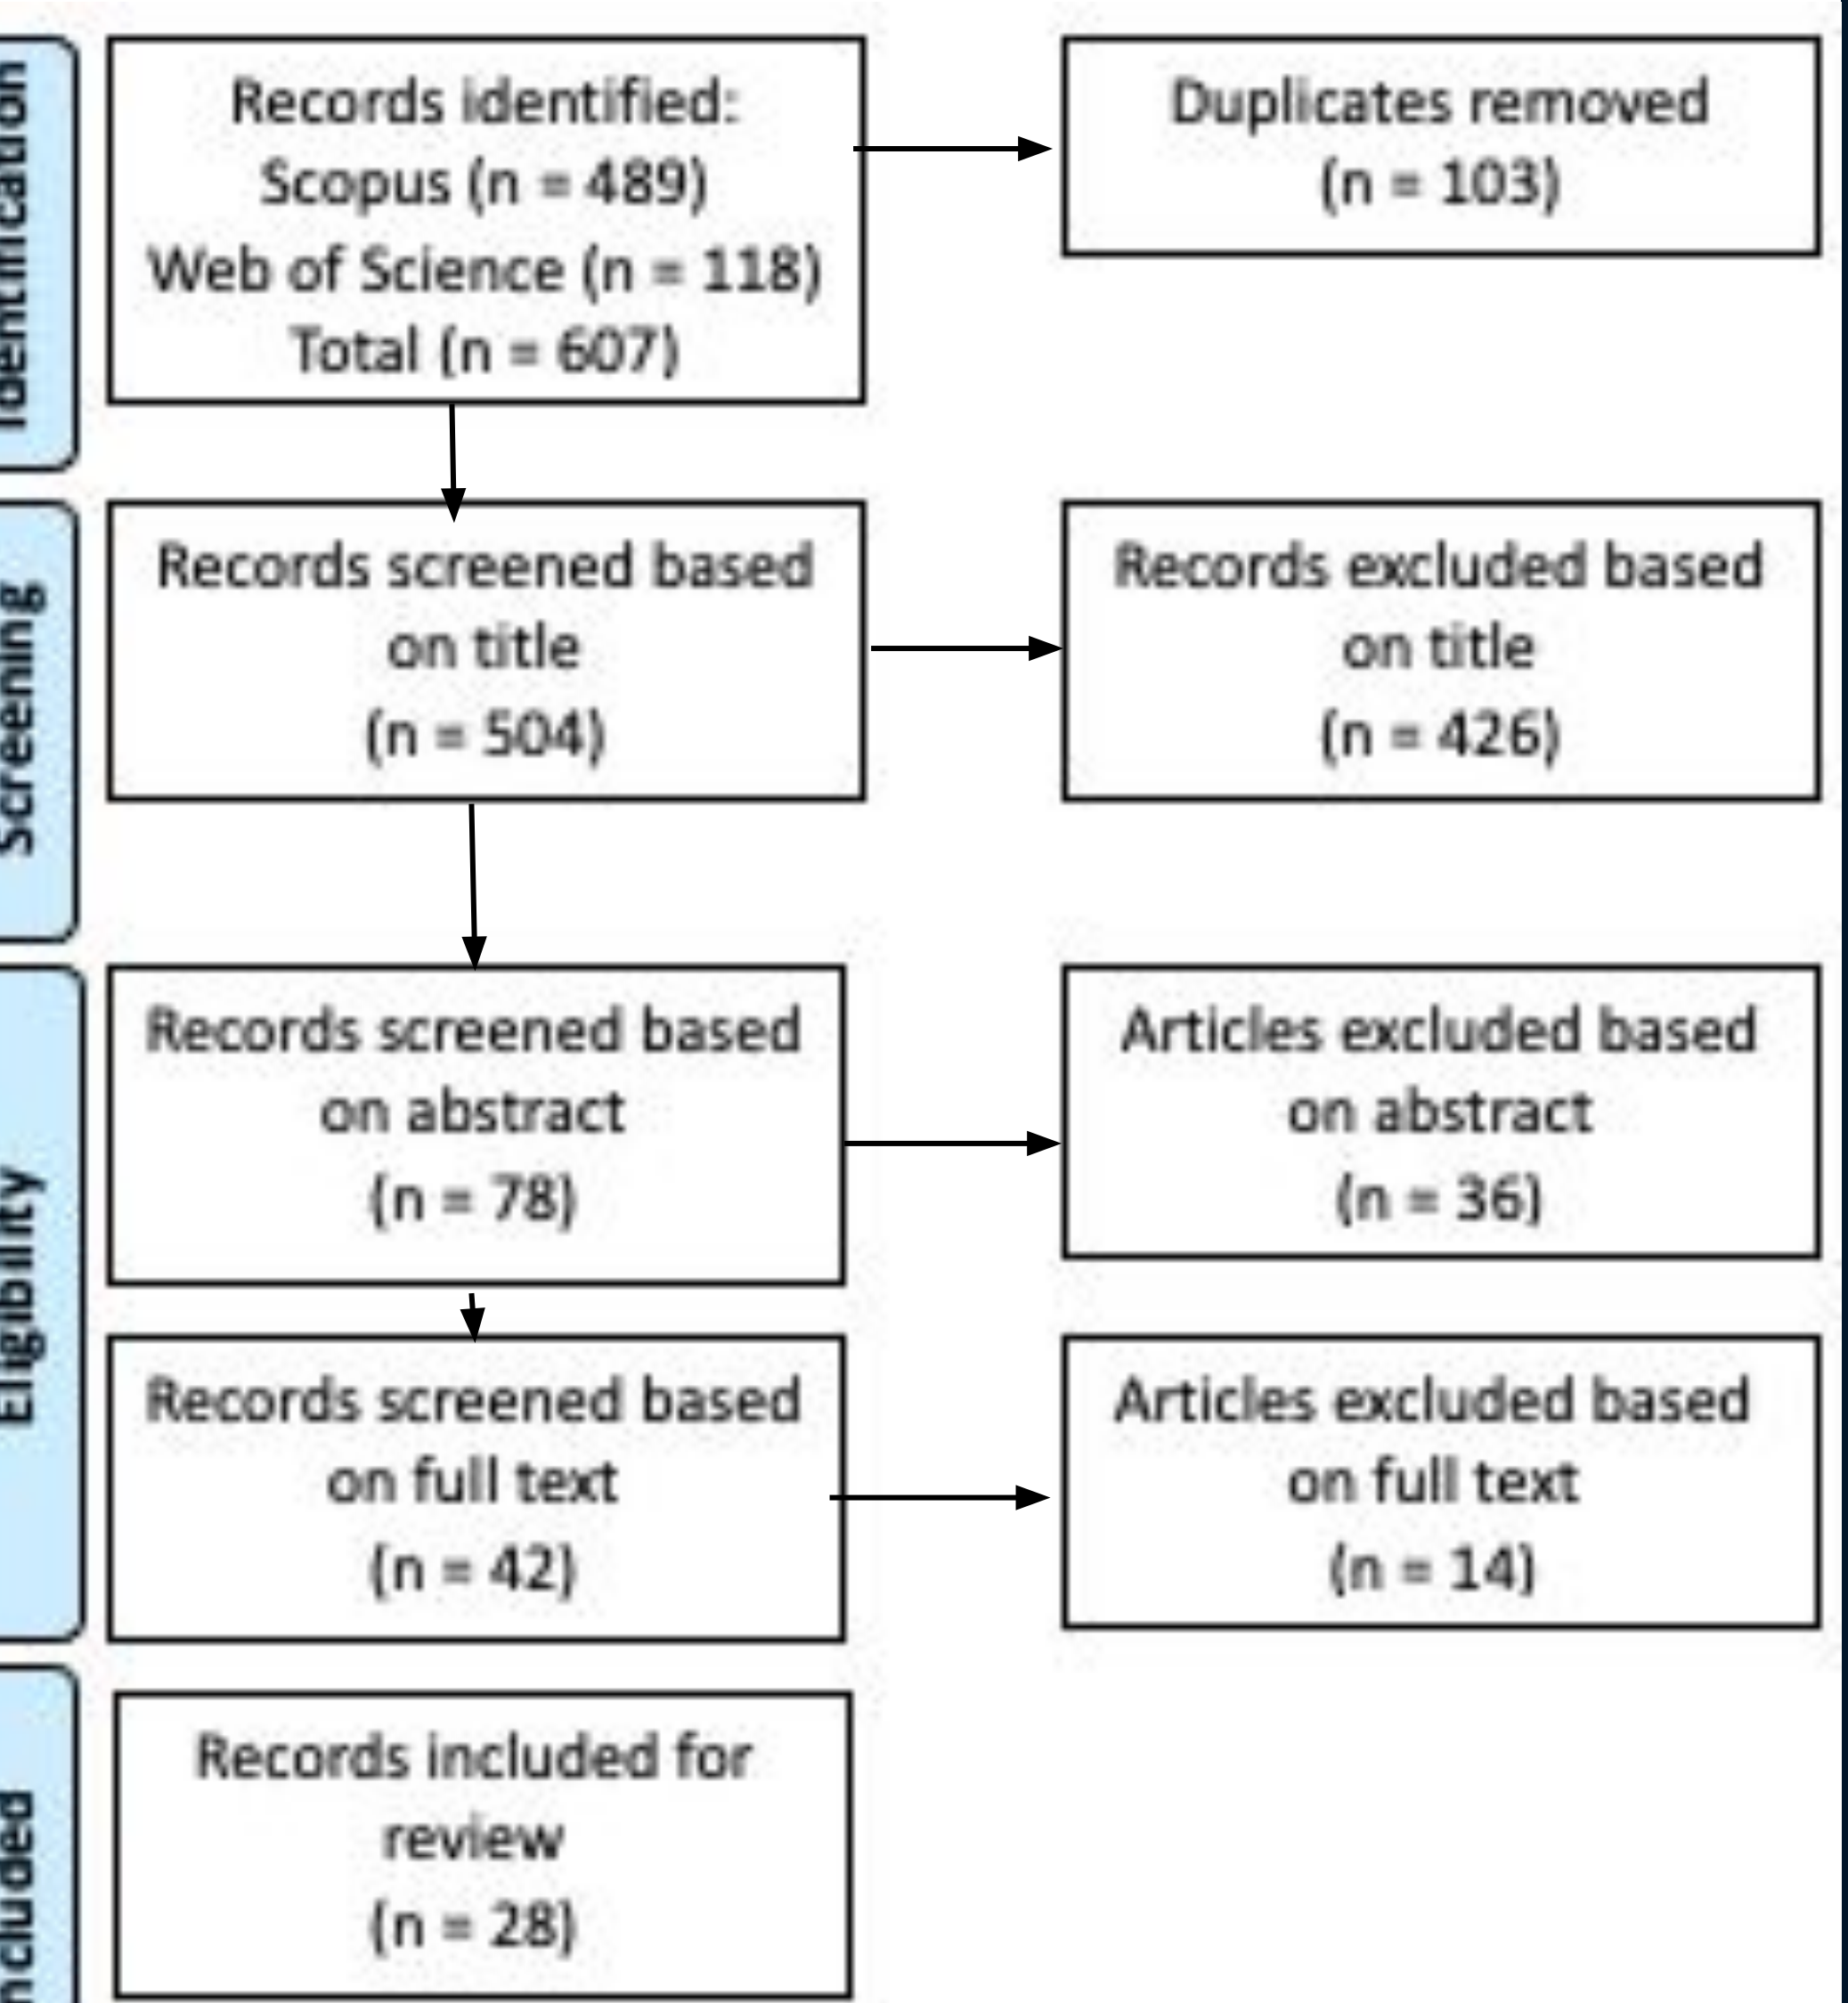 Identification
Records identified:
Scopus (n = 489)
Web of Science (n = 118)
Total (n = 607)
Duplicates removed
(n = 103)
Screening
Records screened based
on title
(n = 504)
Records excluded based
on title
(n = 426)
Eligibility
Records screened based
on abstract
(n = 78)
Articles excluded based
on abstract
(n = 36)
Records screened based
on full text
(n = 42)
Articles excluded based
on full text
(n = 14)
ncluded
Records included for
review
(n = 28)